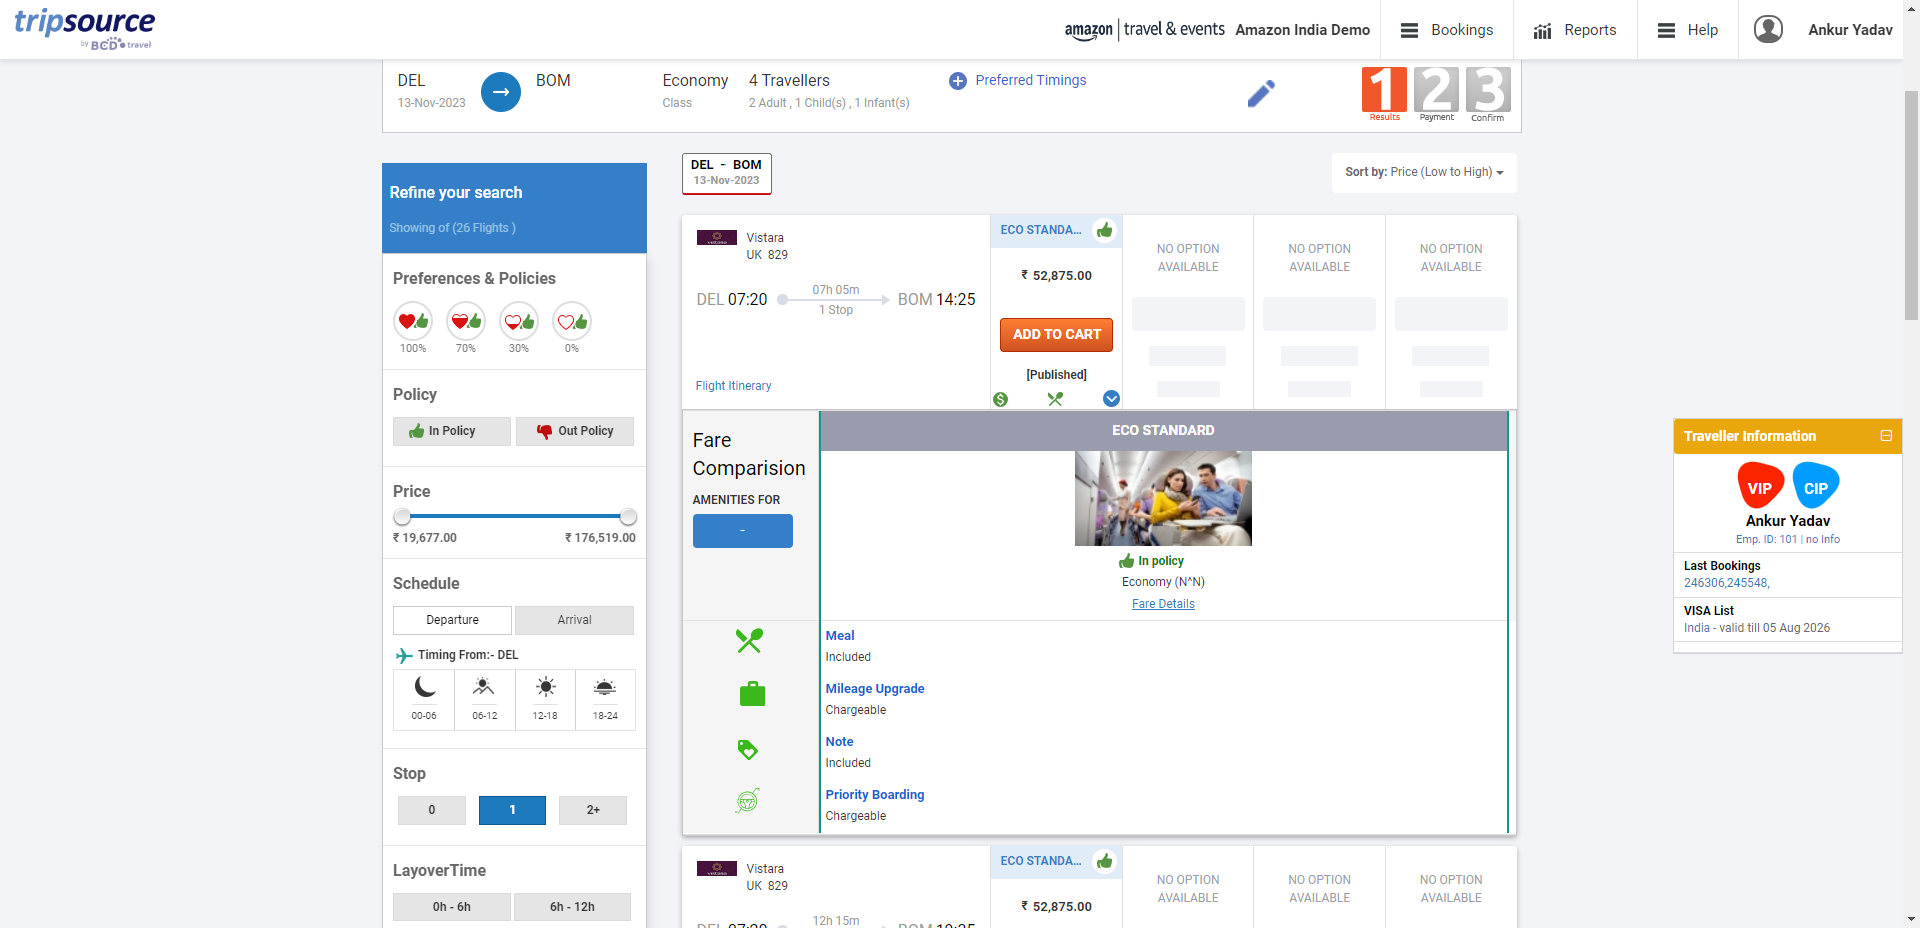 tripsource
by BCD travel
amazon travel & events
Amazon India Demo
Bookings
Reports
Help
Ankur Yadav
DEL
13-Nov-2023
BOM
Economy
Class
4 Travellers
2 Adult , 1 Child(s) , 1 Infant(s)
Preferred Timings
1 2 3
Results Payment Confirm
Refine your search
Showing of (26 Flights )
Preferences & Policies
100% 70% 30% 0%
Policy
In Policy Out Policy
Price
₹ 19,677.00 ₹ 176,519.00
Schedule
Departure Arrival
Timing From:- DEL
00-06 06-12 12-18 18-24
Stop
0 1 2+
LayoverTime
0h - 6h 6h - 12h
DEL - BOM
13-Nov-2023
Sort by: Price (Low to High)
Vistara
UK 829
DEL 07:20
07h 05m
1 Stop
BOM 14:25
Flight Itinerary
ECO STANDA...
₹ 52,875.00
ADD TO CART
[Published]
NO OPTION
AVAILABLE
NO OPTION
AVAILABLE
NO OPTION
AVAILABLE
Fare
Comparision
AMENITIES FOR
-
ECO STANDARD
In policy
Economy (N^N)
Fare Details
Meal
Included
Mileage Upgrade
Chargeable
Note
Included
Priority Boarding
Chargeable
Vistara
UK 829
DEL 07:20
12h 15m
BOM 19:35
ECO STANDA...
₹ 52,875.00
NO OPTION
AVAILABLE
NO OPTION
AVAILABLE
NO OPTION
AVAILABLE
Traveller Information
VIP CIP
Ankur Yadav
Emp. ID: 101 | no Info
Last Bookings
246306,245548,
VISA List
India - valid till 05 Aug 2026